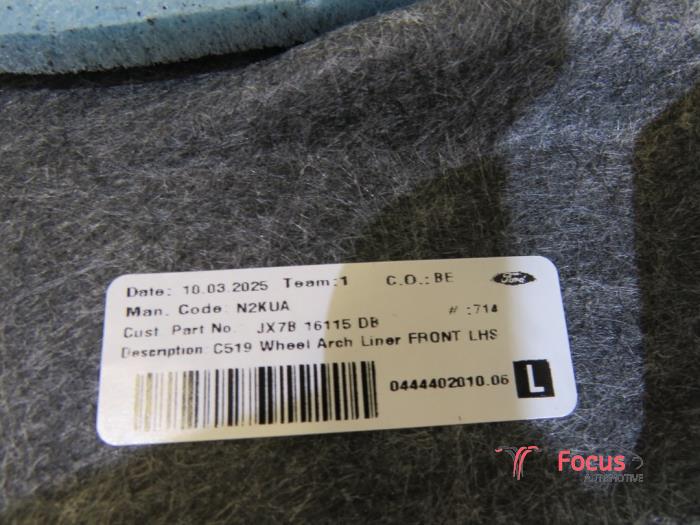 Date: 10.03.2025 Team:1 C.O.:BE
Ford
Man. Code: N2KUA # :714
Cust. Part No.: JX7B 16115 DB
Description: C519 Wheel Arch Liner FRONT LHS
0444402010.06 L
Focus
AUTOMOTIVE